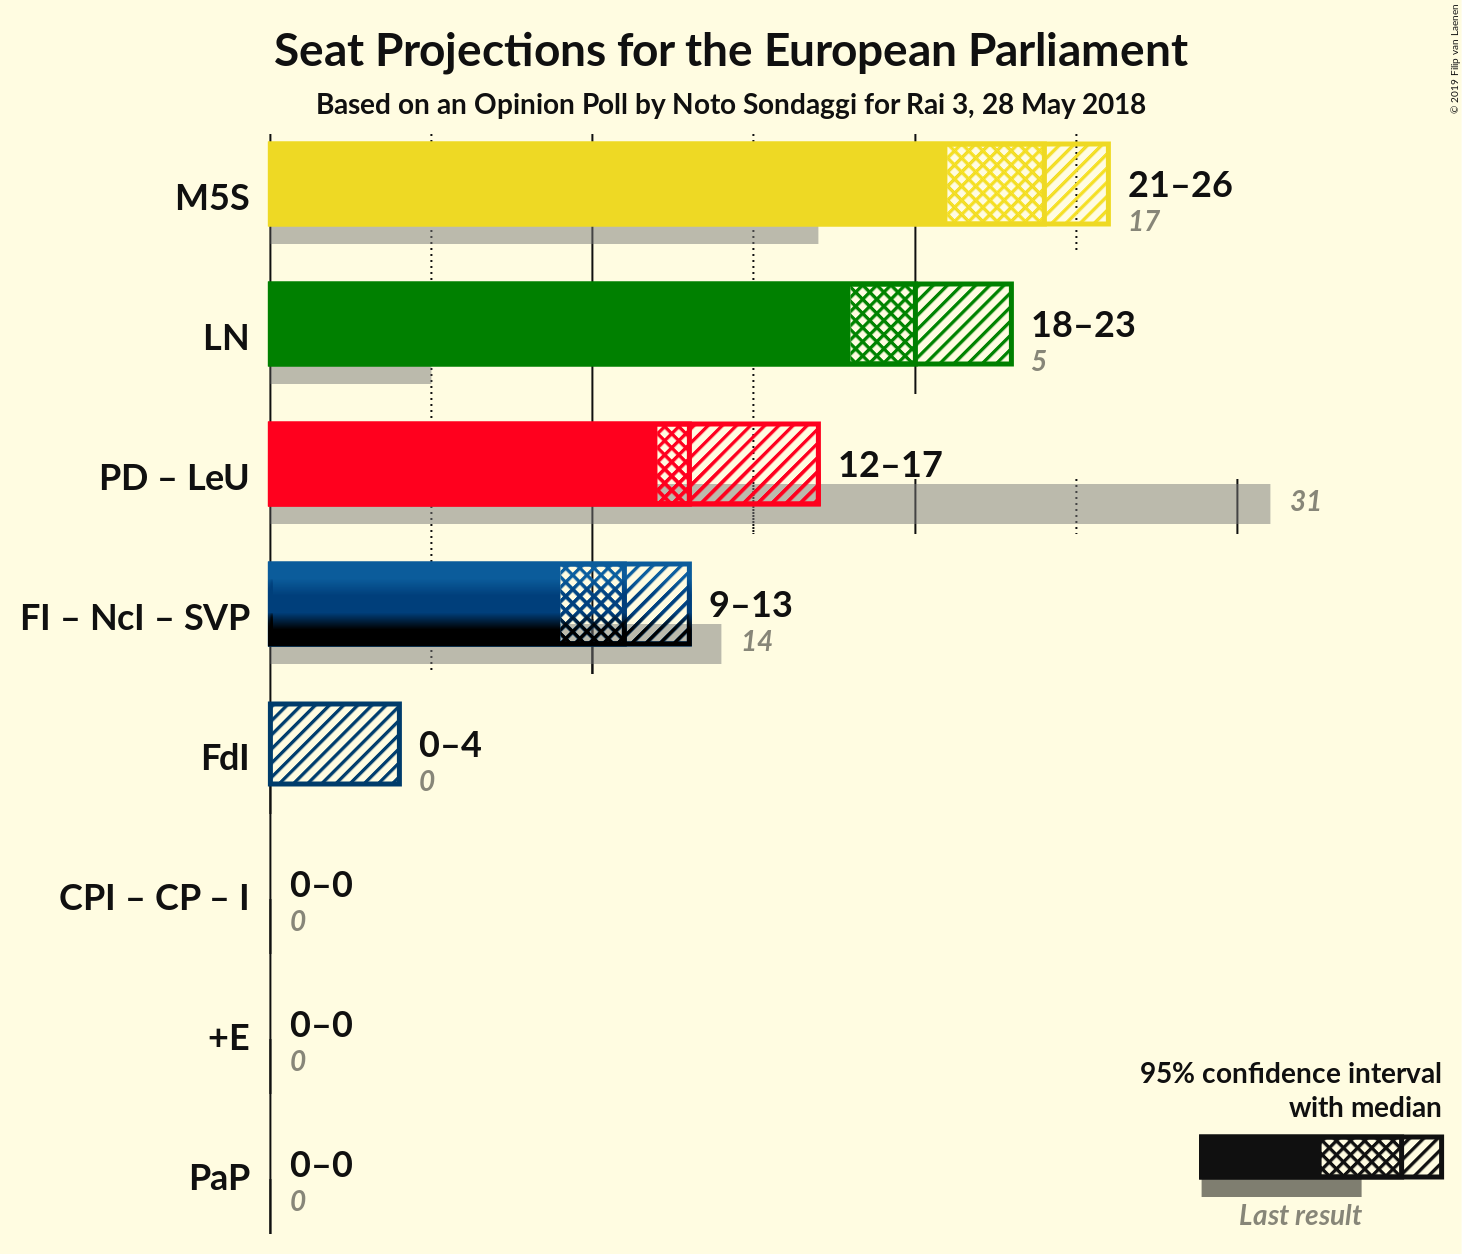 Seat Projections for the European Parliament
Based on an Opinion Poll by Noto Sondaggi for Rai 3, 28 May 2018
© 2019 Filip van Laenen
M5S
21–26
17
LN
18–23
5
PD – LeU
12–17
31
FI – NcI – SVP
9–13
14
FdI
0–4
0
CPI – CP – I
0–0
0
+E
0–0
0
PaP
0–0
0
95% confidence interval
with median
Last result